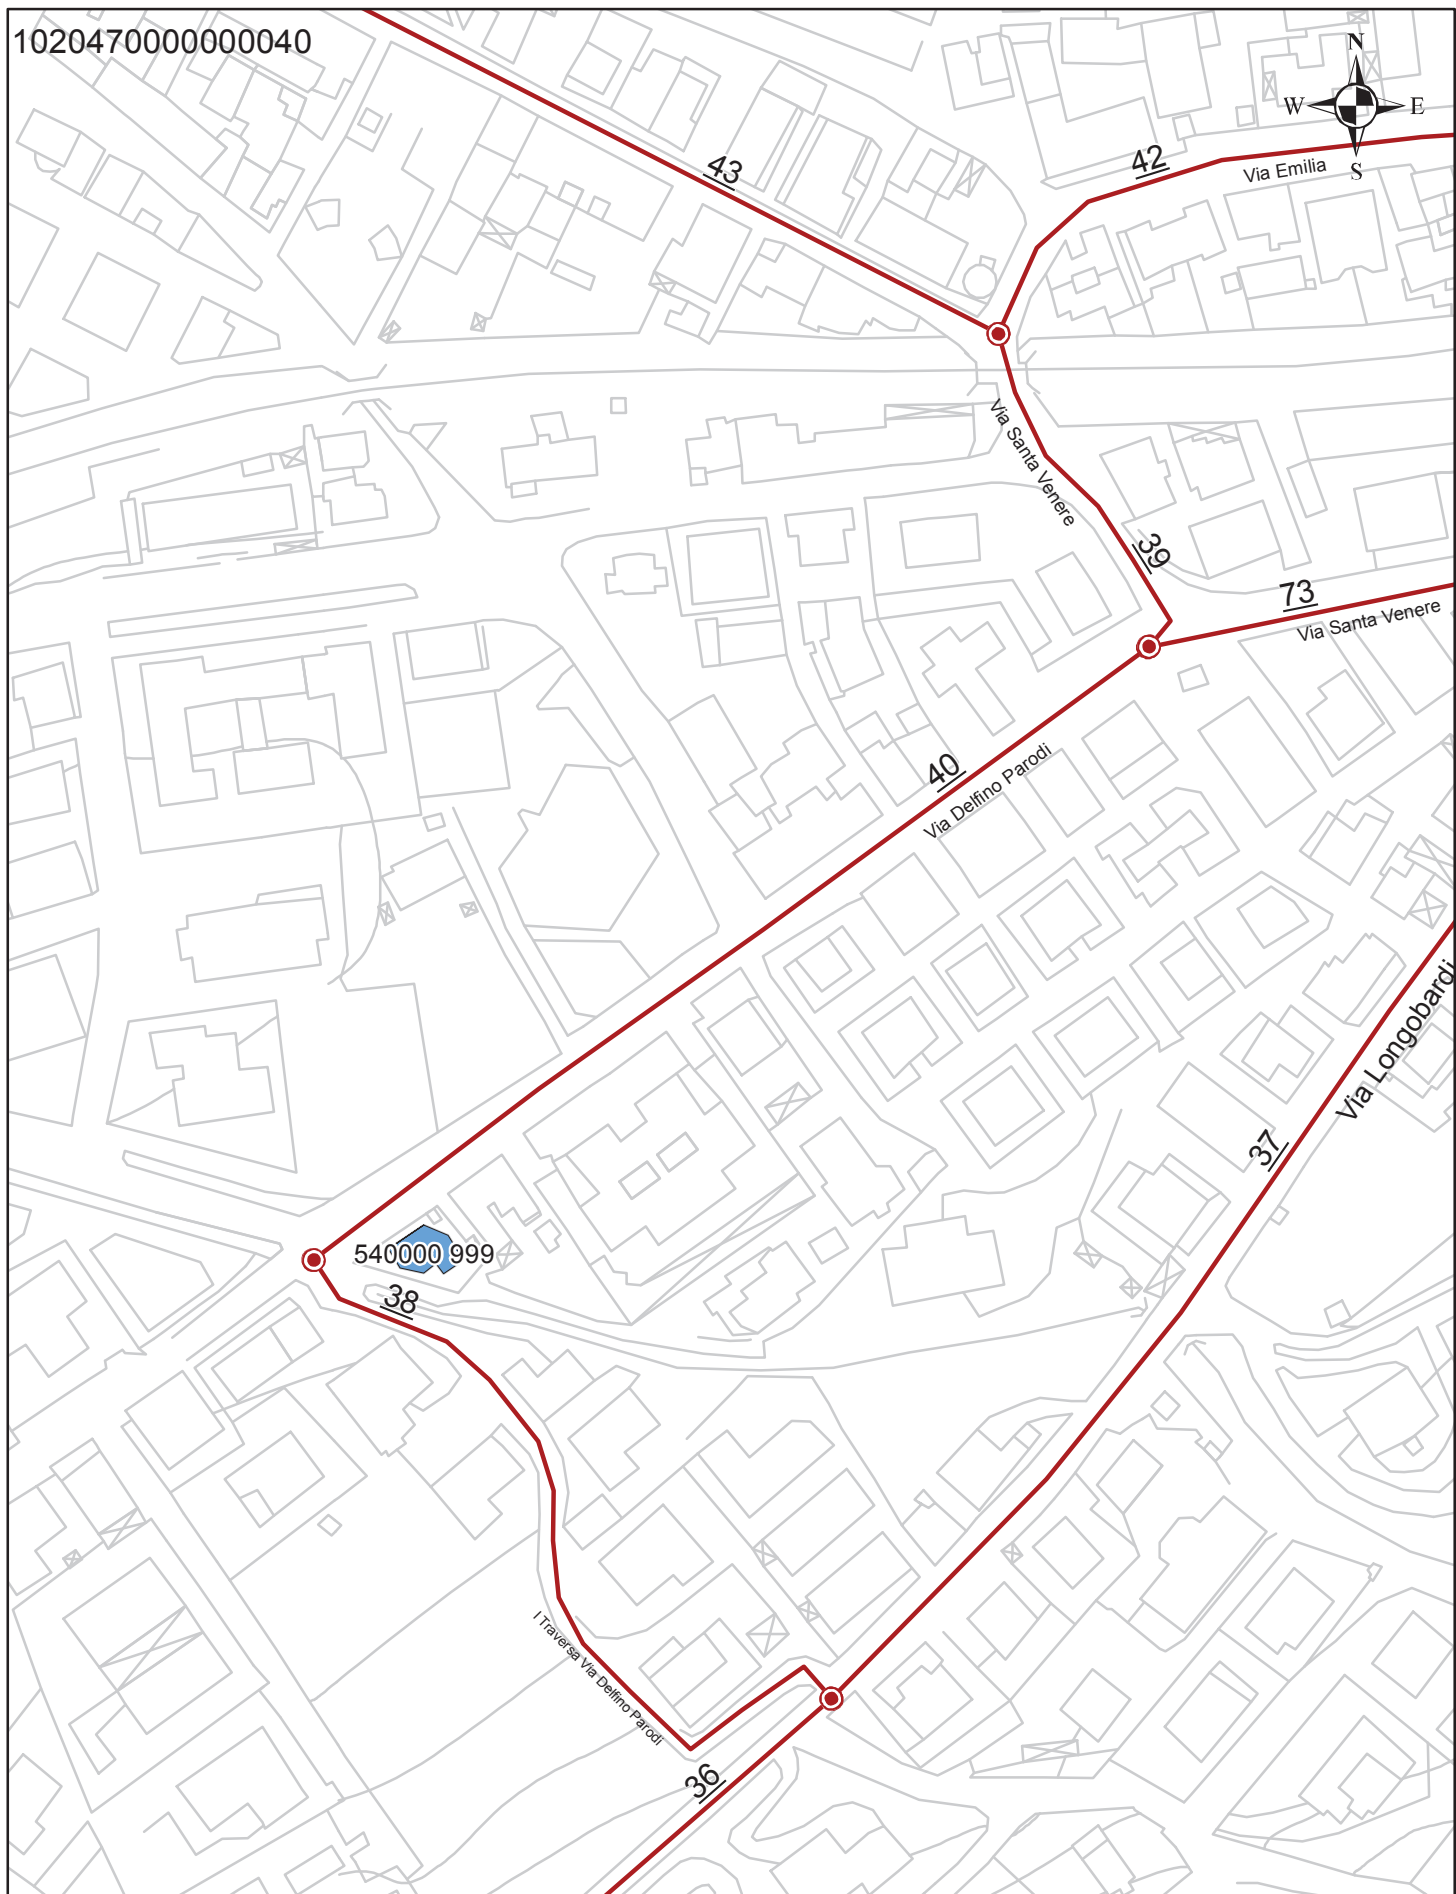 1020470000000040
N
W E
S
43
42
Via Emilia
Via Santa Venere
39
73
Via Santa Venere
40
Via Delfino Parodi
Via Longobardi
37
540000 999
38
I Traversa Via Delfino Parodi
36